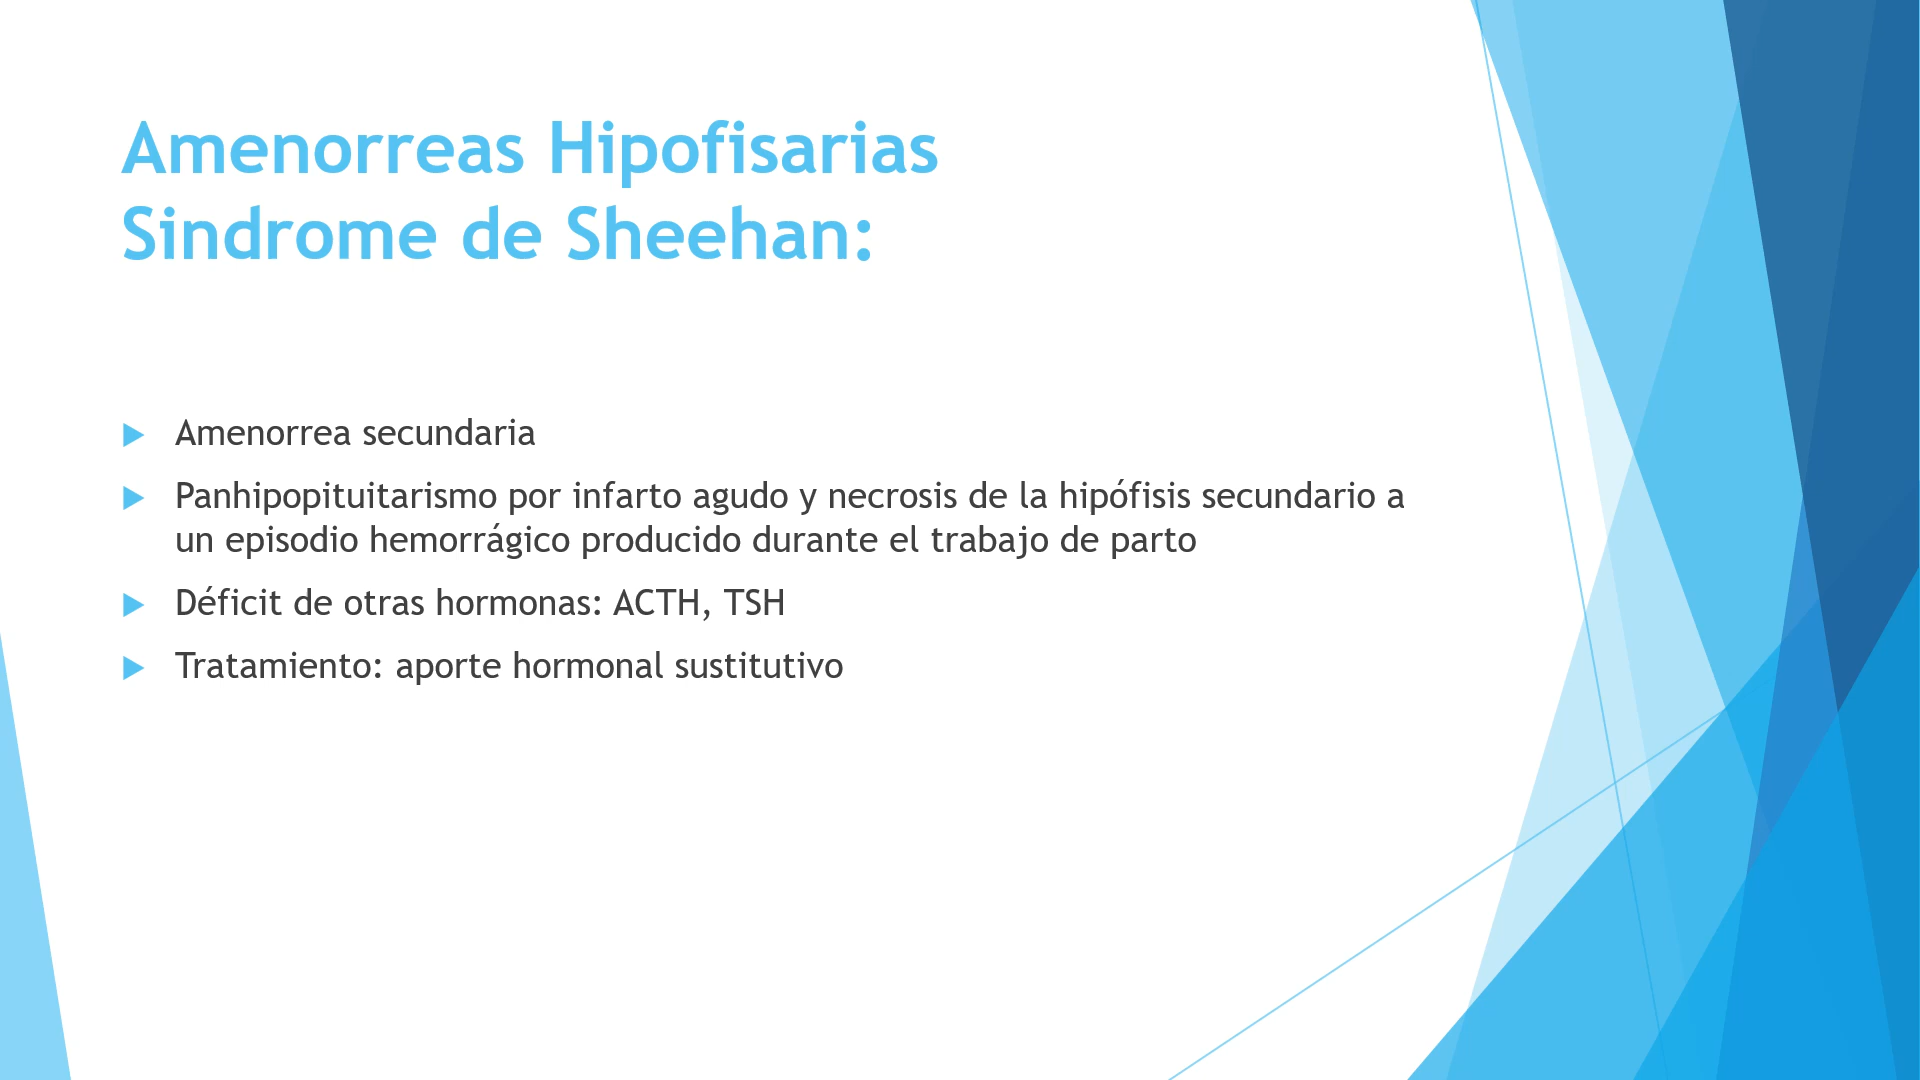 Amenorreas Hipofisarias
Sindrome de Sheehan:
Amenorrea secundaria
Panhipopituitarismo por infarto agudo y necrosis de la hipófisis secundario a
un episodio hemorrágico producido durante el trabajo de parto
Déficit de otras hormonas: ACTH, TSH
Tratamiento: aporte hormonal sustitutivo